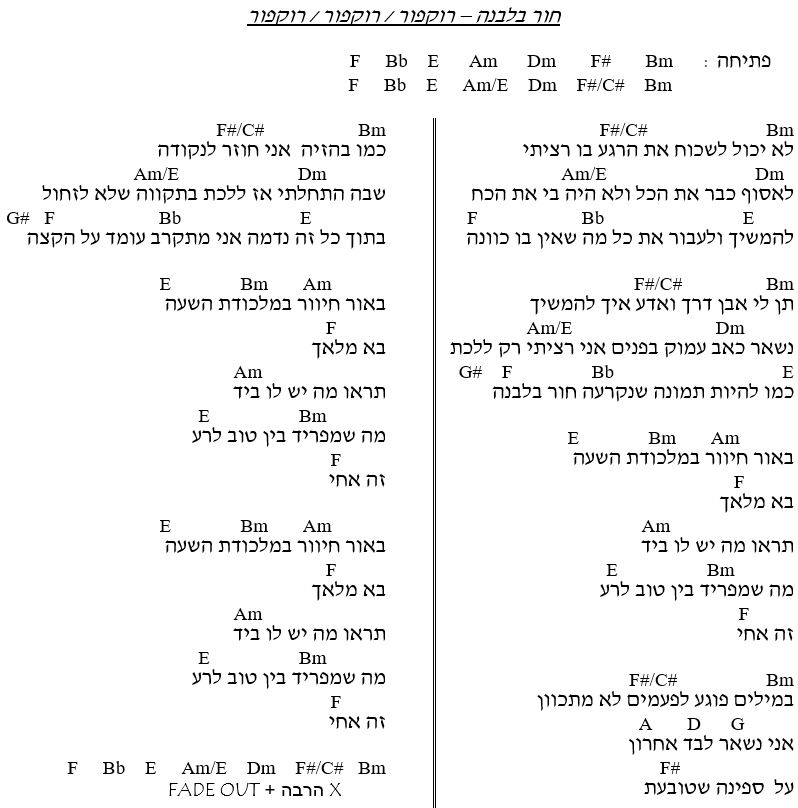 חור בלבנה – רוקפור / רוקפור / רוקפור
פתיחה : F Bb E Am Dm F# Bm
F Bb E Am/E Dm F#/C# Bm
F#/C# Bm
לא יכול לשכוח את הרגע בו רציתי
Am/E Dm
לאסוף כבר את הכל ולא היה בי את הכח
F Bb E
להמשיך ולעבור את כל מה שאין בו כוונה
F#/C# Bm
תן לי אבן דרך ואדע איך להמשיך
Am/E Dm
נשאר כאב עמוק בפנים אני רציתי רק ללכת
G# F Bb E
כמו להיות תמונה שנקרעה חור בלבנה
E Bm Am
באור חיוור במלכודת השעה
F
בא מלאך
Am
תראו מה יש לו ביד
E Bm
מה שמפריד בין טוב לרע
F
זה אחי
F#/C# Bm
במילים פוגע לפעמים לא מתכוון
A D G
אני נשאר לבד אחרון
F#
על ספינה שטובעת
F#/C# Bm
כמו בהזיה אני חוזר לנקודה
Am/E Dm
שבה התחלתי אז ללכת בתקווה שלא לזחול
G# F Bb E
בתוך כל זה נדמה אני מתקרב עומד על הקצה
E Bm Am
באור חיוור במלכודת השעה
F
בא מלאך
Am
תראו מה יש לו ביד
E Bm
מה שמפריד בין טוב לרע
F
זה אחי
E Bm Am
באור חיוור במלכודת השעה
F
בא מלאך
Am
תראו מה יש לו ביד
E Bm
מה שמפריד בין טוב לרע
F
זה אחי
F Bb E Am/E Dm F#/C# Bm
X הרבה + FADE OUT